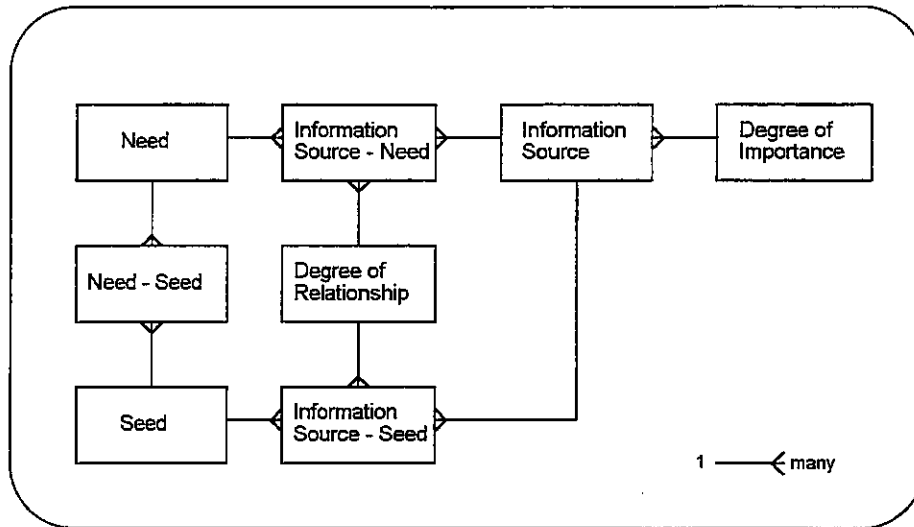 Need
Information
Source - Need
Information
Source
Degree of
Importance
Need - Seed
Degree of
Relationship
Seed
Information
Source - Seed
1
many